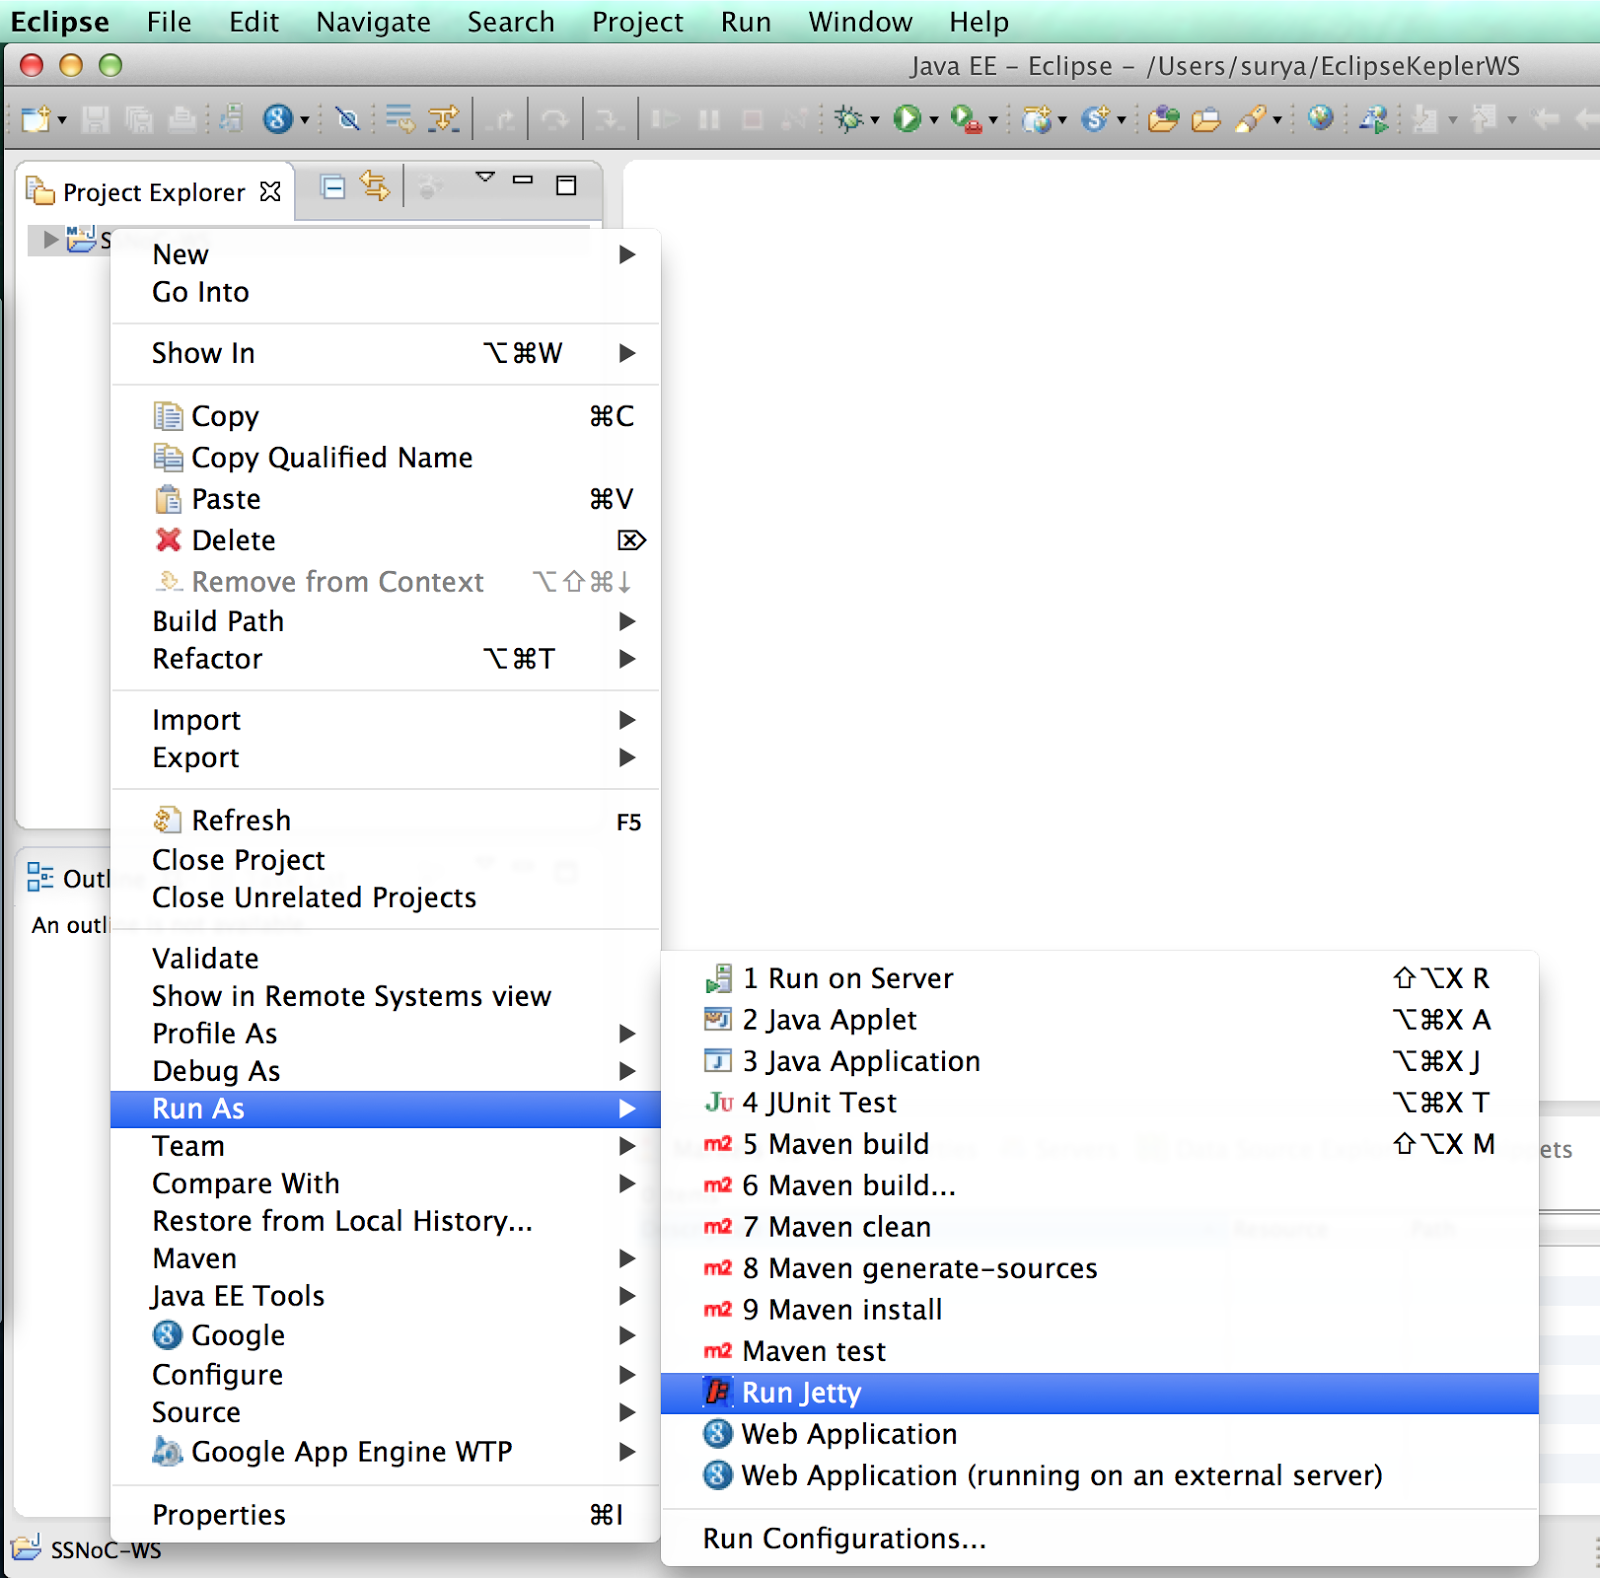 Eclipse File Edit Navigate Search Project Run Window Help
Java EE – Eclipse – /Users/surya/EclipseKeplerWS
Project Explorer
New
Go Into
Show In ⌥⌘W
Copy ⌘C
Copy Qualified Name
Paste ⌘V
Delete ⌦
Remove from Context ⌥⇧⌘↓
Build Path
Refactor ⌥⌘T
Import
Export
Refresh F5
Close Project
Close Unrelated Projects
Outline
An outline is not available.
Validate
Show in Remote Systems view
Profile As
Debug As
Run As
Team
Compare With
Restore from Local History...
Maven
Java EE Tools
Google
Configure
Source
Google App Engine WTP
Properties ⌘I
1 Run on Server ⇧⌥X R
2 Java Applet ⌥⌘X A
3 Java Application ⌥⌘X J
Ju 4 JUnit Test ⌥⌘X T
m2 5 Maven build ⇧⌥X M
m2 6 Maven build...
m2 7 Maven clean
m2 8 Maven generate-sources
m2 9 Maven install
m2 Maven test
Run Jetty
Web Application
Web Application (running on an external server)
Run Configurations...
SSNoC-WS